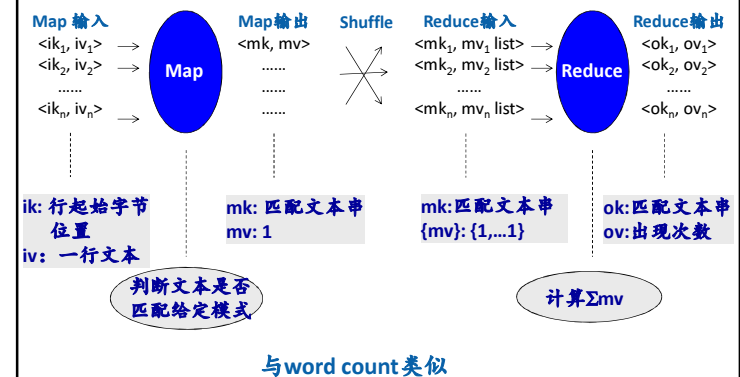 Map 输入
Map输出
Shuffle
Reduce输入
Reduce输出
<ik1, iv1>
<ik2, iv2>
……
<ikn, ivn>
Map
<mk, mv>
……
……
……
<mk1, mv1 list>
<mk2, mv2 list>
……
<mkn, mvn list>
Reduce
<ok1, ov1>
<ok2, ov2>
……
<okn, ovn>
ik: 行起始字节
位置
iv：一行文本
mk: 匹配文本串
mv: 1
mk:匹配文本串
{mv}: {1,…1}
ok:匹配文本串
ov:出现次数
判断文本是否
匹配给定模式
计算Σmv
与word count类似